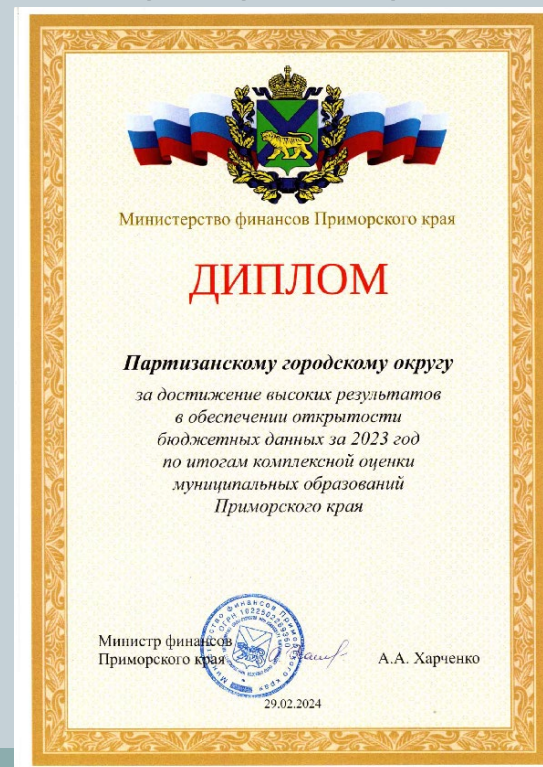 Министерство финансов Приморского края
ДИПЛОМ
Партизанскому городскому округу
за достижение высоких результатов
в обеспечении открытости
бюджетных данных за 2023 год
по итогам комплексной оценки
муниципальных образований
Приморского края
Министр финансов
Приморского края
А.А. Харченко
29.02.2024